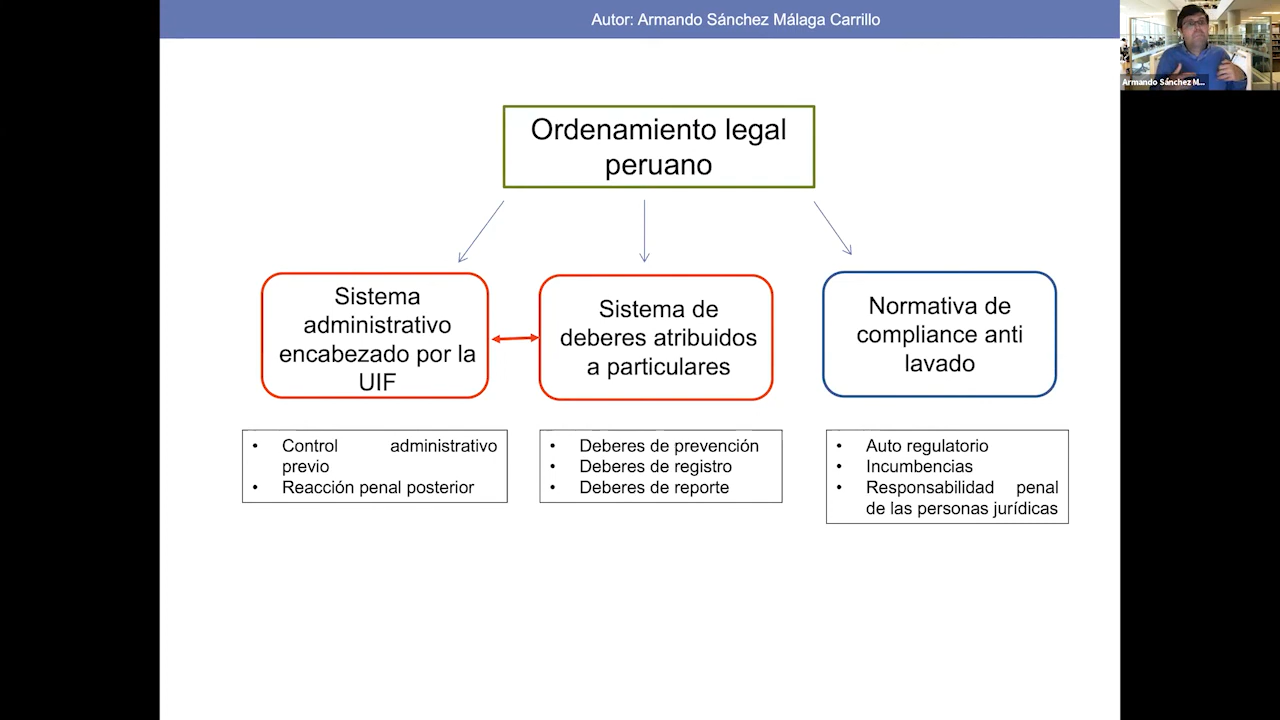 Autor: Armando Sánchez Málaga Carrillo
Armando Sánchez M...
Ordenamiento legal
peruano
Sistema
administrativo
encabezado por la
UIF
Sistema de
deberes atribuidos
a particulares
Normativa de
compliance anti
lavado
• Control administrativo
previo
• Reacción penal posterior
• Deberes de prevención
• Deberes de registro
• Deberes de reporte
• Auto regulatorio
• Incumbencias
• Responsabilidad penal
de las personas jurídicas